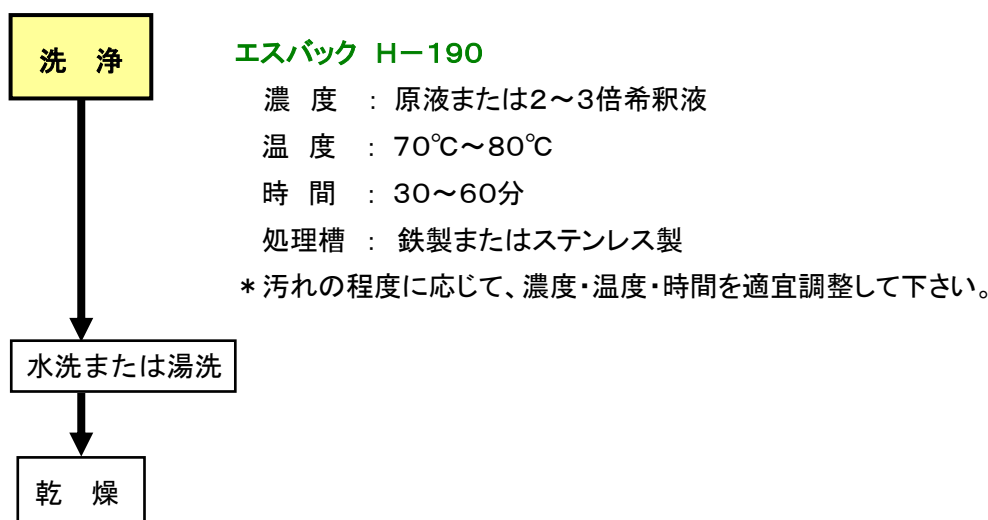 洗　浄
エスバック　H－190
濃　度　：　原液または2～3倍希釈液
温　度　：　70℃～80℃
時　間　：　30～60分
処理槽　：　鉄製またはステンレス製
＊汚れの程度に応じて、濃度・温度・時間を適宜調整して下さい。
水洗または湯洗
乾　燥